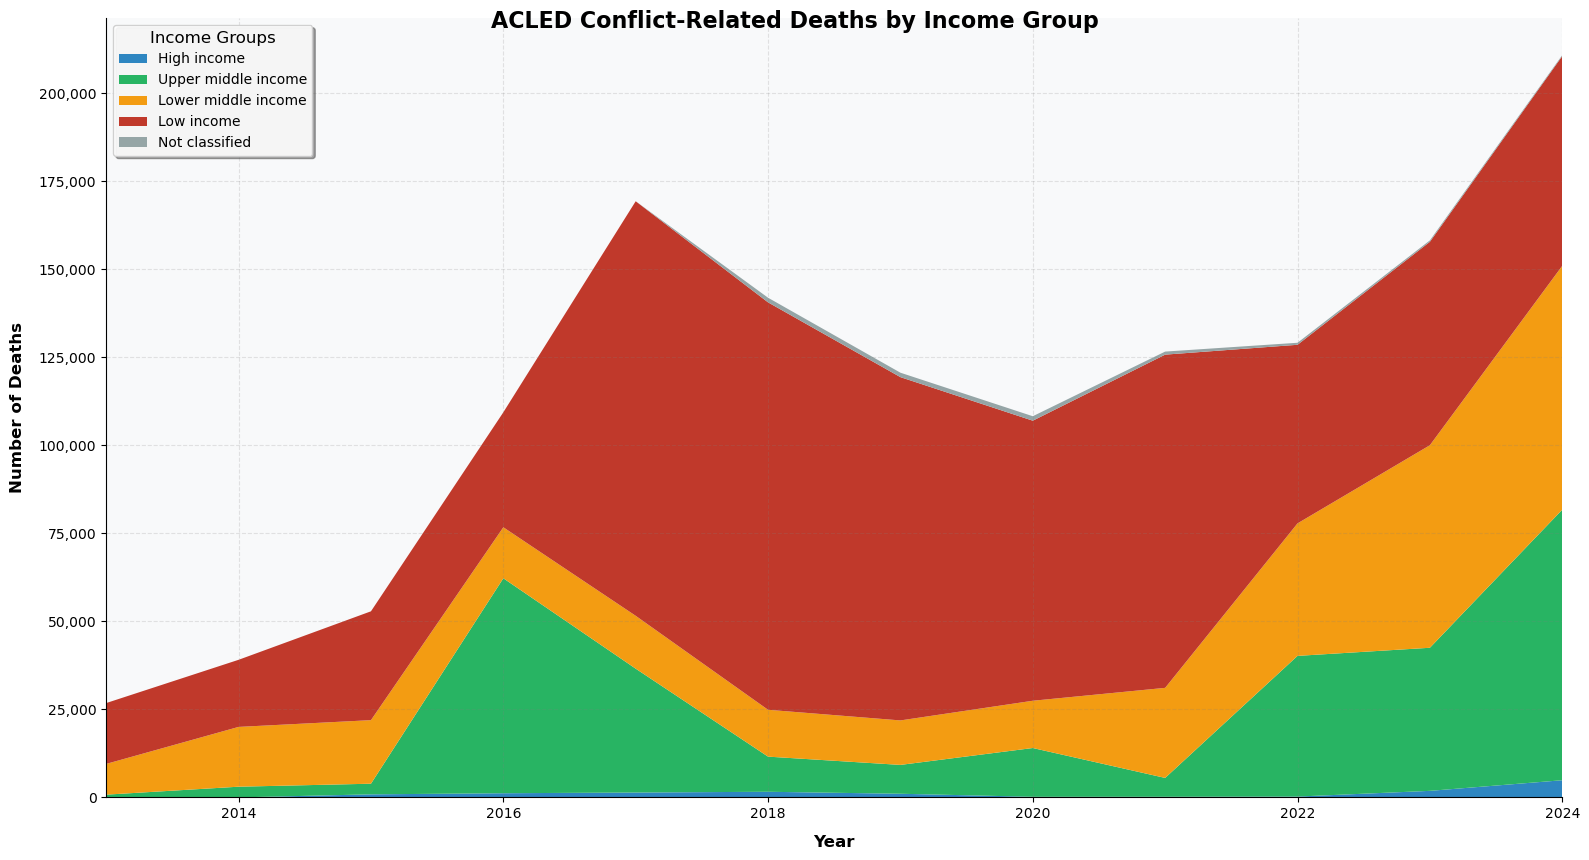 ACLED Conflict-Related Deaths by Income Group
Income Groups
High income
Upper middle income
Lower middle income
Low income
Not classified
Number of Deaths
200,000
175,000
150,000
125,000
100,000
75,000
50,000
25,000
0
2014 2016 2018 2020 2022 2024
Year